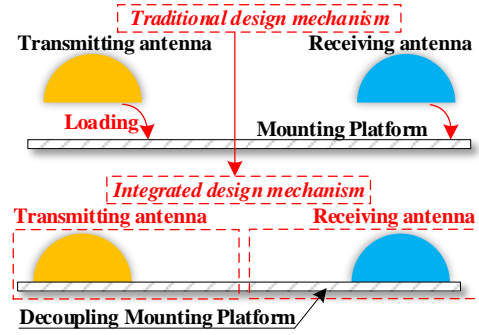 Traditional design mechanism
Transmitting antenna Receiving antenna
Loading
Mounting Platform
Integrated design mechanism
Transmitting antenna Receiving antenna
Decoupling Mounting Platform